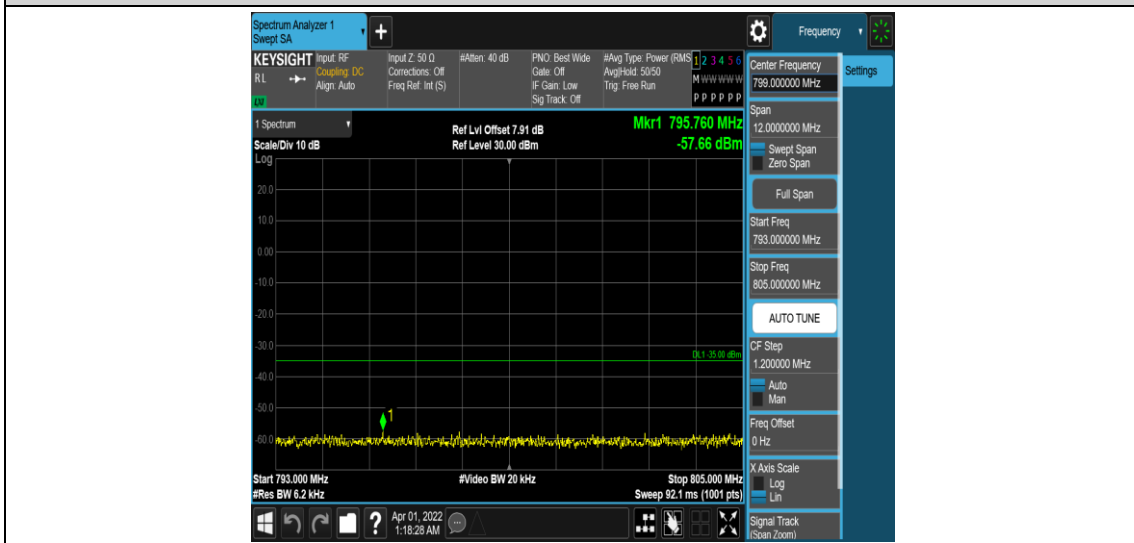 Spectrum Analyzer 1
Swept SA
+
Frequency
KEYSIGHT
RL
LXI
Input: RF
Coupling: DC
Align: Auto
Input Z: 50 Ω
Corrections: Off
Freq Ref: Int (S)
#Atten: 40 dB
PNO: Best Wide
Gate: Off
IF Gain: Low
Sig Track: Off
#Avg Type: Power (RMS
Avg|Hold: 50/50
Trig: Free Run
1 2 3 4 5 6
M W W W W W
P P P P P P
1 Spectrum
Scale/Div 10 dB
Log
Ref Lvl Offset 7.91 dB
Ref Level 30.00 dBm
Mkr1 795.760 MHz
-57.66 dBm
20.0
10.0
0.00
-10.0
-20.0
-30.0
DL1 -35.00 dBm
-40.0
-50.0
1
-60.0
Start 793.000 MHz
#Video BW 20 kHz
Stop 805.000 MHz
#Res BW 6.2 kHz
Sweep 92.1 ms (1001 pts)
?
Apr 01, 2022
1:18:28 AM
Center Frequency
799.000000 MHz
Settings
Span
12.0000000 MHz
Swept Span
Zero Span
Full Span
Start Freq
793.000000 MHz
Stop Freq
805.000000 MHz
AUTO TUNE
CF Step
1.200000 MHz
Auto
Man
Freq Offset
0 Hz
X Axis Scale
Log
Lin
Signal Track
(Span Zoom)